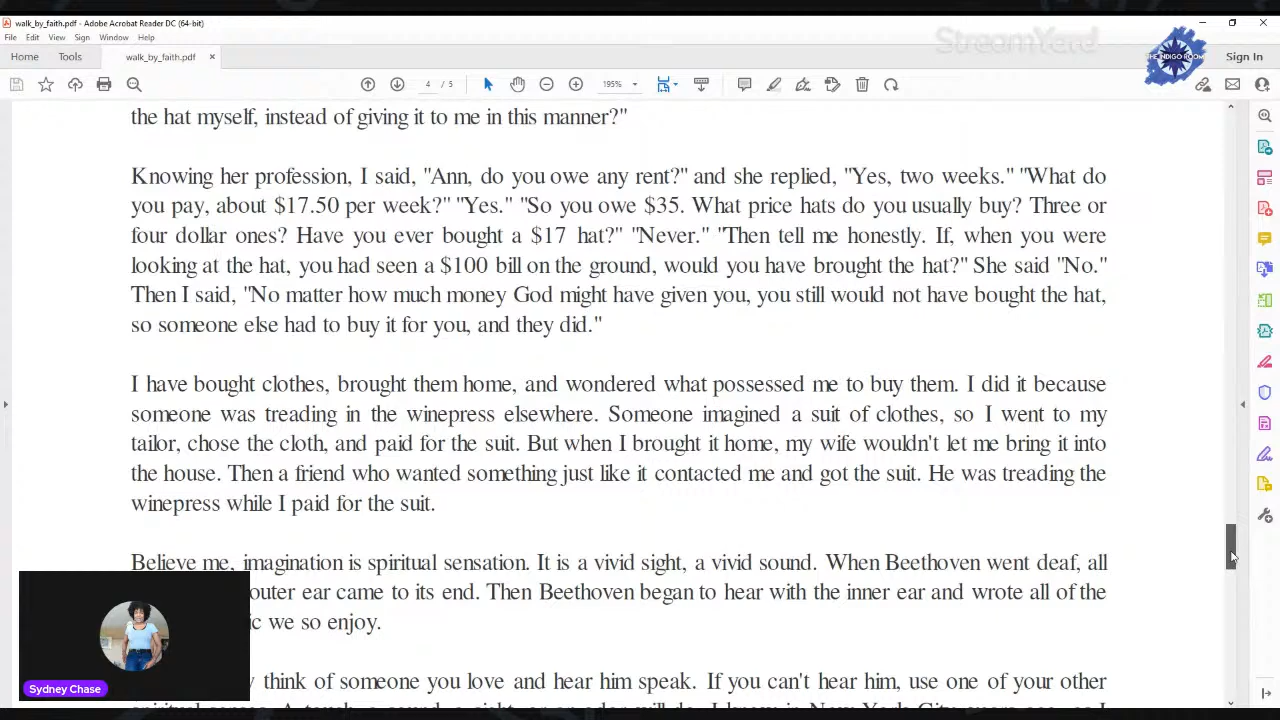 walk_by_faith.pdf - Adobe Acrobat Reader DC (64-bit)
StreamYard
File Edit View Sign Window Help
Home Tools walk_by_faith.pdf THE INDIGO ROOM Sign In
4 / 5 195%
the hat myself, instead of giving it to me in this manner?"
Knowing her profession, I said, "Ann, do you owe any rent?" and she replied, "Yes, two weeks." "What do
you pay, about $17.50 per week?" "Yes." "So you owe $35. What price hats do you usually buy? Three or
four dollar ones? Have you ever bought a $17 hat?" "Never." "Then tell me honestly. If, when you were
looking at the hat, you had seen a $100 bill on the ground, would you have brought the hat?" She said "No."
Then I said, "No matter how much money God might have given you, you still would not have bought the hat,
so someone else had to buy it for you, and they did."
I have bought clothes, brought them home, and wondered what possessed me to buy them. I did it because
someone was treading in the winepress elsewhere. Someone imagined a suit of clothes, so I went to my
tailor, chose the cloth, and paid for the suit. But when I brought it home, my wife wouldn't let me bring it into
the house. Then a friend who wanted something just like it contacted me and got the suit. He was treading the
winepress while I paid for the suit.
Believe me, imagination is spiritual sensation. It is a vivid sight, a vivid sound. When Beethoven went deaf, all
outer ear came to its end. Then Beethoven began to hear with the inner ear and wrote all of the
we so enjoy.
think of someone you love and hear him speak. If you can't hear him, use one of your other
Sydney Chase